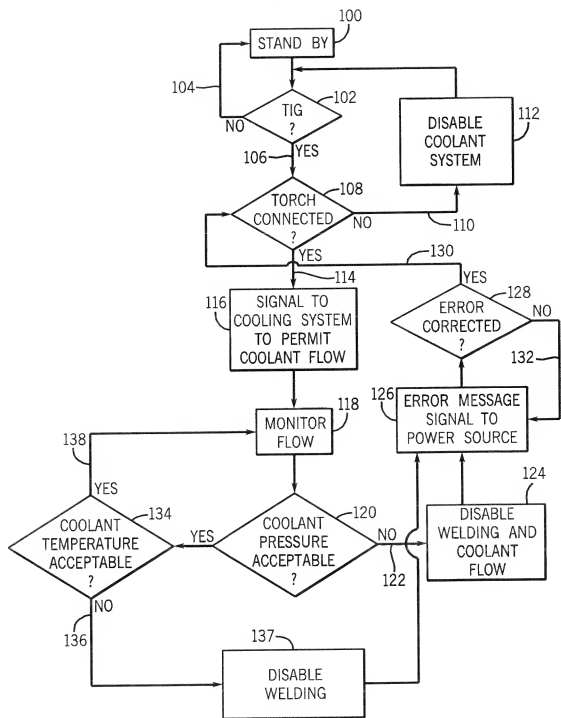 100
STAND BY
104
TIG
?
102
NO
YES
106
112
DISABLE
COOLANT
SYSTEM
108
TORCH
CONNECTED
?
NO
110
YES
114
130
116
SIGNAL TO
COOLING SYSTEM
TO PERMIT
COOLANT FLOW
YES
128
ERROR
CORRECTED
?
NO
132
126
ERROR MESSAGE
SIGNAL TO
POWER SOURCE
118
MONITOR
FLOW
138
YES
134
COOLANT
TEMPERATURE
ACCEPTABLE
?
YES
120
COOLANT
PRESSURE
ACCEPTABLE
?
NO
122
124
DISABLE
WELDING AND
COOLANT
FLOW
NO
136
137
DISABLE
WELDING